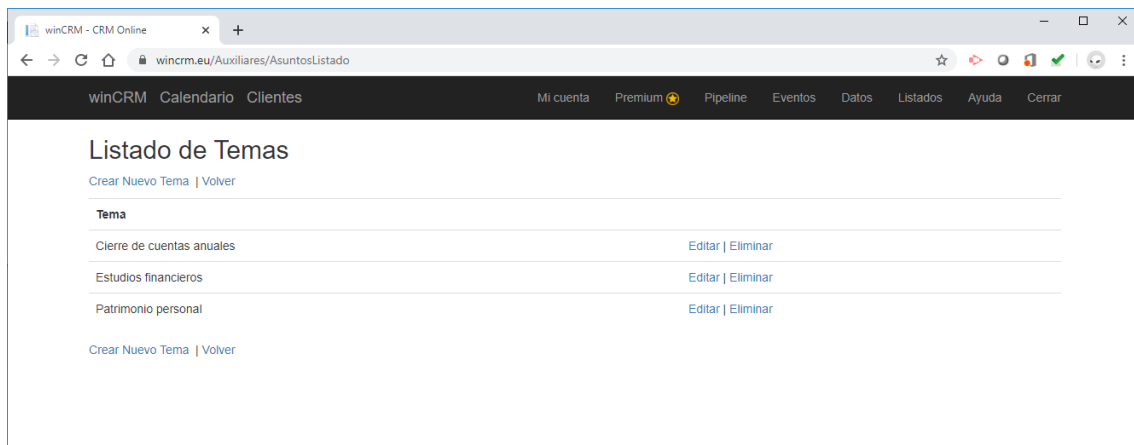 winCRM - CRM Online
wincrm.eu/Auxiliares/AsuntosListado
winCRM Calendario Clientes Mi cuenta Premium Pipeline Eventos Datos Listados Ayuda Cerrar
Listado de Temas
Crear Nuevo Tema | Volver
Tema
Cierre de cuentas anuales Editar | Eliminar
Estudios financieros Editar | Eliminar
Patrimonio personal Editar | Eliminar
Crear Nuevo Tema | Volver